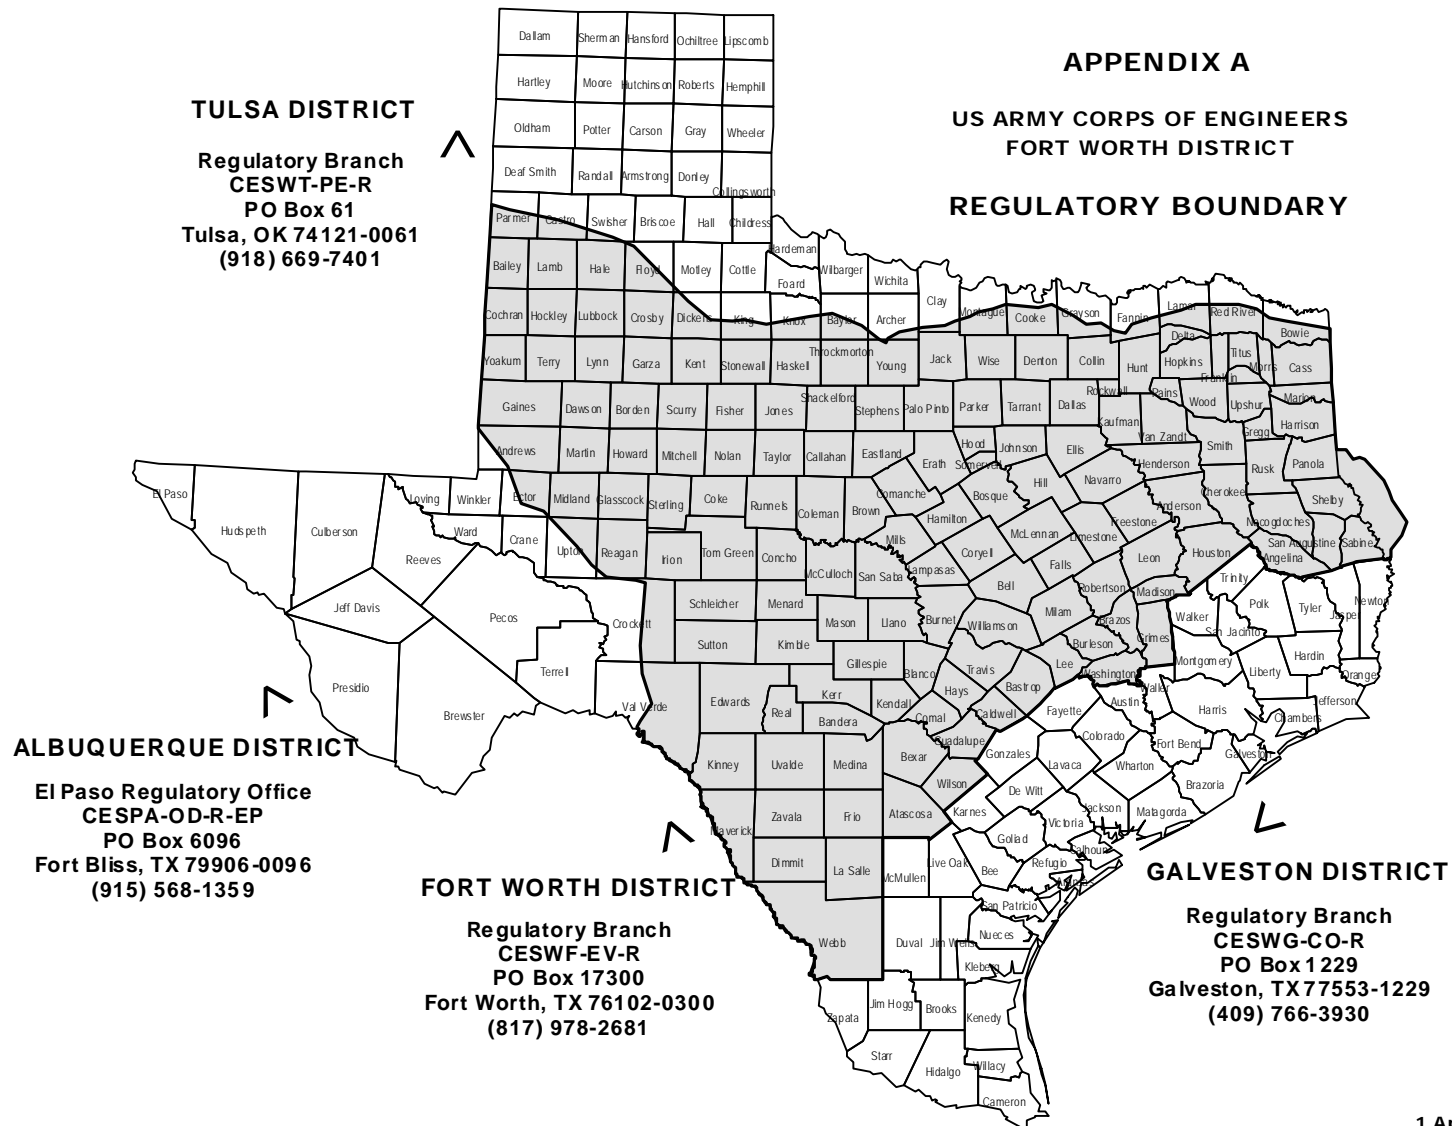 APPENDIX A
US ARMY CORPS OF ENGINEERS
FORT WORTH DISTRICT
REGULATORY BOUNDARY
TULSA DISTRICT
Regulatory Branch
CESWT-PE-R
PO Box 61
Tulsa, OK 74121-0061
(918) 669-7401
ALBUQUERQUE DISTRICT
El Paso Regulatory Office
CESPA-OD-R-EP
PO Box 6096
Fort Bliss, TX 79906-0096
(915) 568-1359
FORT WORTH DISTRICT
Regulatory Branch
CESWF-EV-R
PO Box 17300
Fort Worth, TX 76102-0300
(817) 978-2681
GALVESTON DISTRICT
Regulatory Branch
CESWG-CO-R
PO Box 1229
Galveston, TX 77553-1229
(409) 766-3930
Dallam Sherman Hansford Ochiltree Lipscomb
Hartley Moore Hutchinson Roberts Hemphill
Oldham Potter Carson Gray Wheeler
Deaf Smith Randall Armstrong Donley Collingsworth
Parmer Castro Swisher Briscoe Hall Childress
Bailey Lamb Hale Floyd Motley Cottle Hardeman Foard Wilbarger Wichita Clay
Cochran Hockley Lubbock Crosby Dickens King Knox Baylor Archer Montague Cooke Grayson Fannin Lamar Red River Bowie
Delta Titus Morris Cass Franklin Hopkins Hunt
Yoakum Terry Lynn Garza Kent Stonewall Haskell Throckmorton Young Jack Wise Denton Collin
Gaines Dawson Borden Scurry Fisher Jones Shackelford Stephens Palo Pinto Parker Tarrant Dallas Rockwall Kaufman Rains Wood Upshur Marion Harrison
Andrews Martin Howard Mitchell Nolan Taylor Callahan Eastland Erath Hood Somervell Johnson Ellis Van Zandt Smith Gregg
Henderson Navarro Hill Bosque Comanche Rusk Panola
El Paso Hudspeth Culberson Loving Winkler Ector Midland Glasscock Sterling Coke Runnels Coleman Brown Hamilton Cherokee Shelby
Reeves Ward Crane Upton Reagan Irion Tom Green Concho McCulloch San Saba Mills Lampasas Coryell McLennan Limestone Freestone Anderson
Nacogdoches San Augustine Sabine Angelina Houston Leon Falls Bell
Jeff Davis Pecos Crockett Schleicher Menard Mason Llano Burnet Williamson Milam Robertson Madison
Brazos Grimes Burleson Walker Trinity Polk Tyler Jasper Newton San Jacinto
Presidio Brewster Terrell Val Verde Sutton Kimble Gillespie Blanco Travis Lee Washington Montgomery Liberty Hardin Orange Jefferson Chambers
Edwards Real Kerr Bandera Kendall Comal Hays Caldwell Bastrop Fayette Austin Waller Harris Galveston
Kinney Uvalde Medina Bexar Guadalupe Gonzales Lavaca Colorado Wharton Fort Bend Brazoria
Maverick Zavala Frio Atascosa Wilson Karnes De Witt Victoria Jackson Matagorda
Dimmit La Salle McMullen Live Oak Bee Goliad Refugio Calhoun Aransas
Webb Duval Jim Wells San Patricio Nueces Kleberg
Zapata Jim Hogg Brooks Kenedy
Starr Hidalgo Willacy Cameron